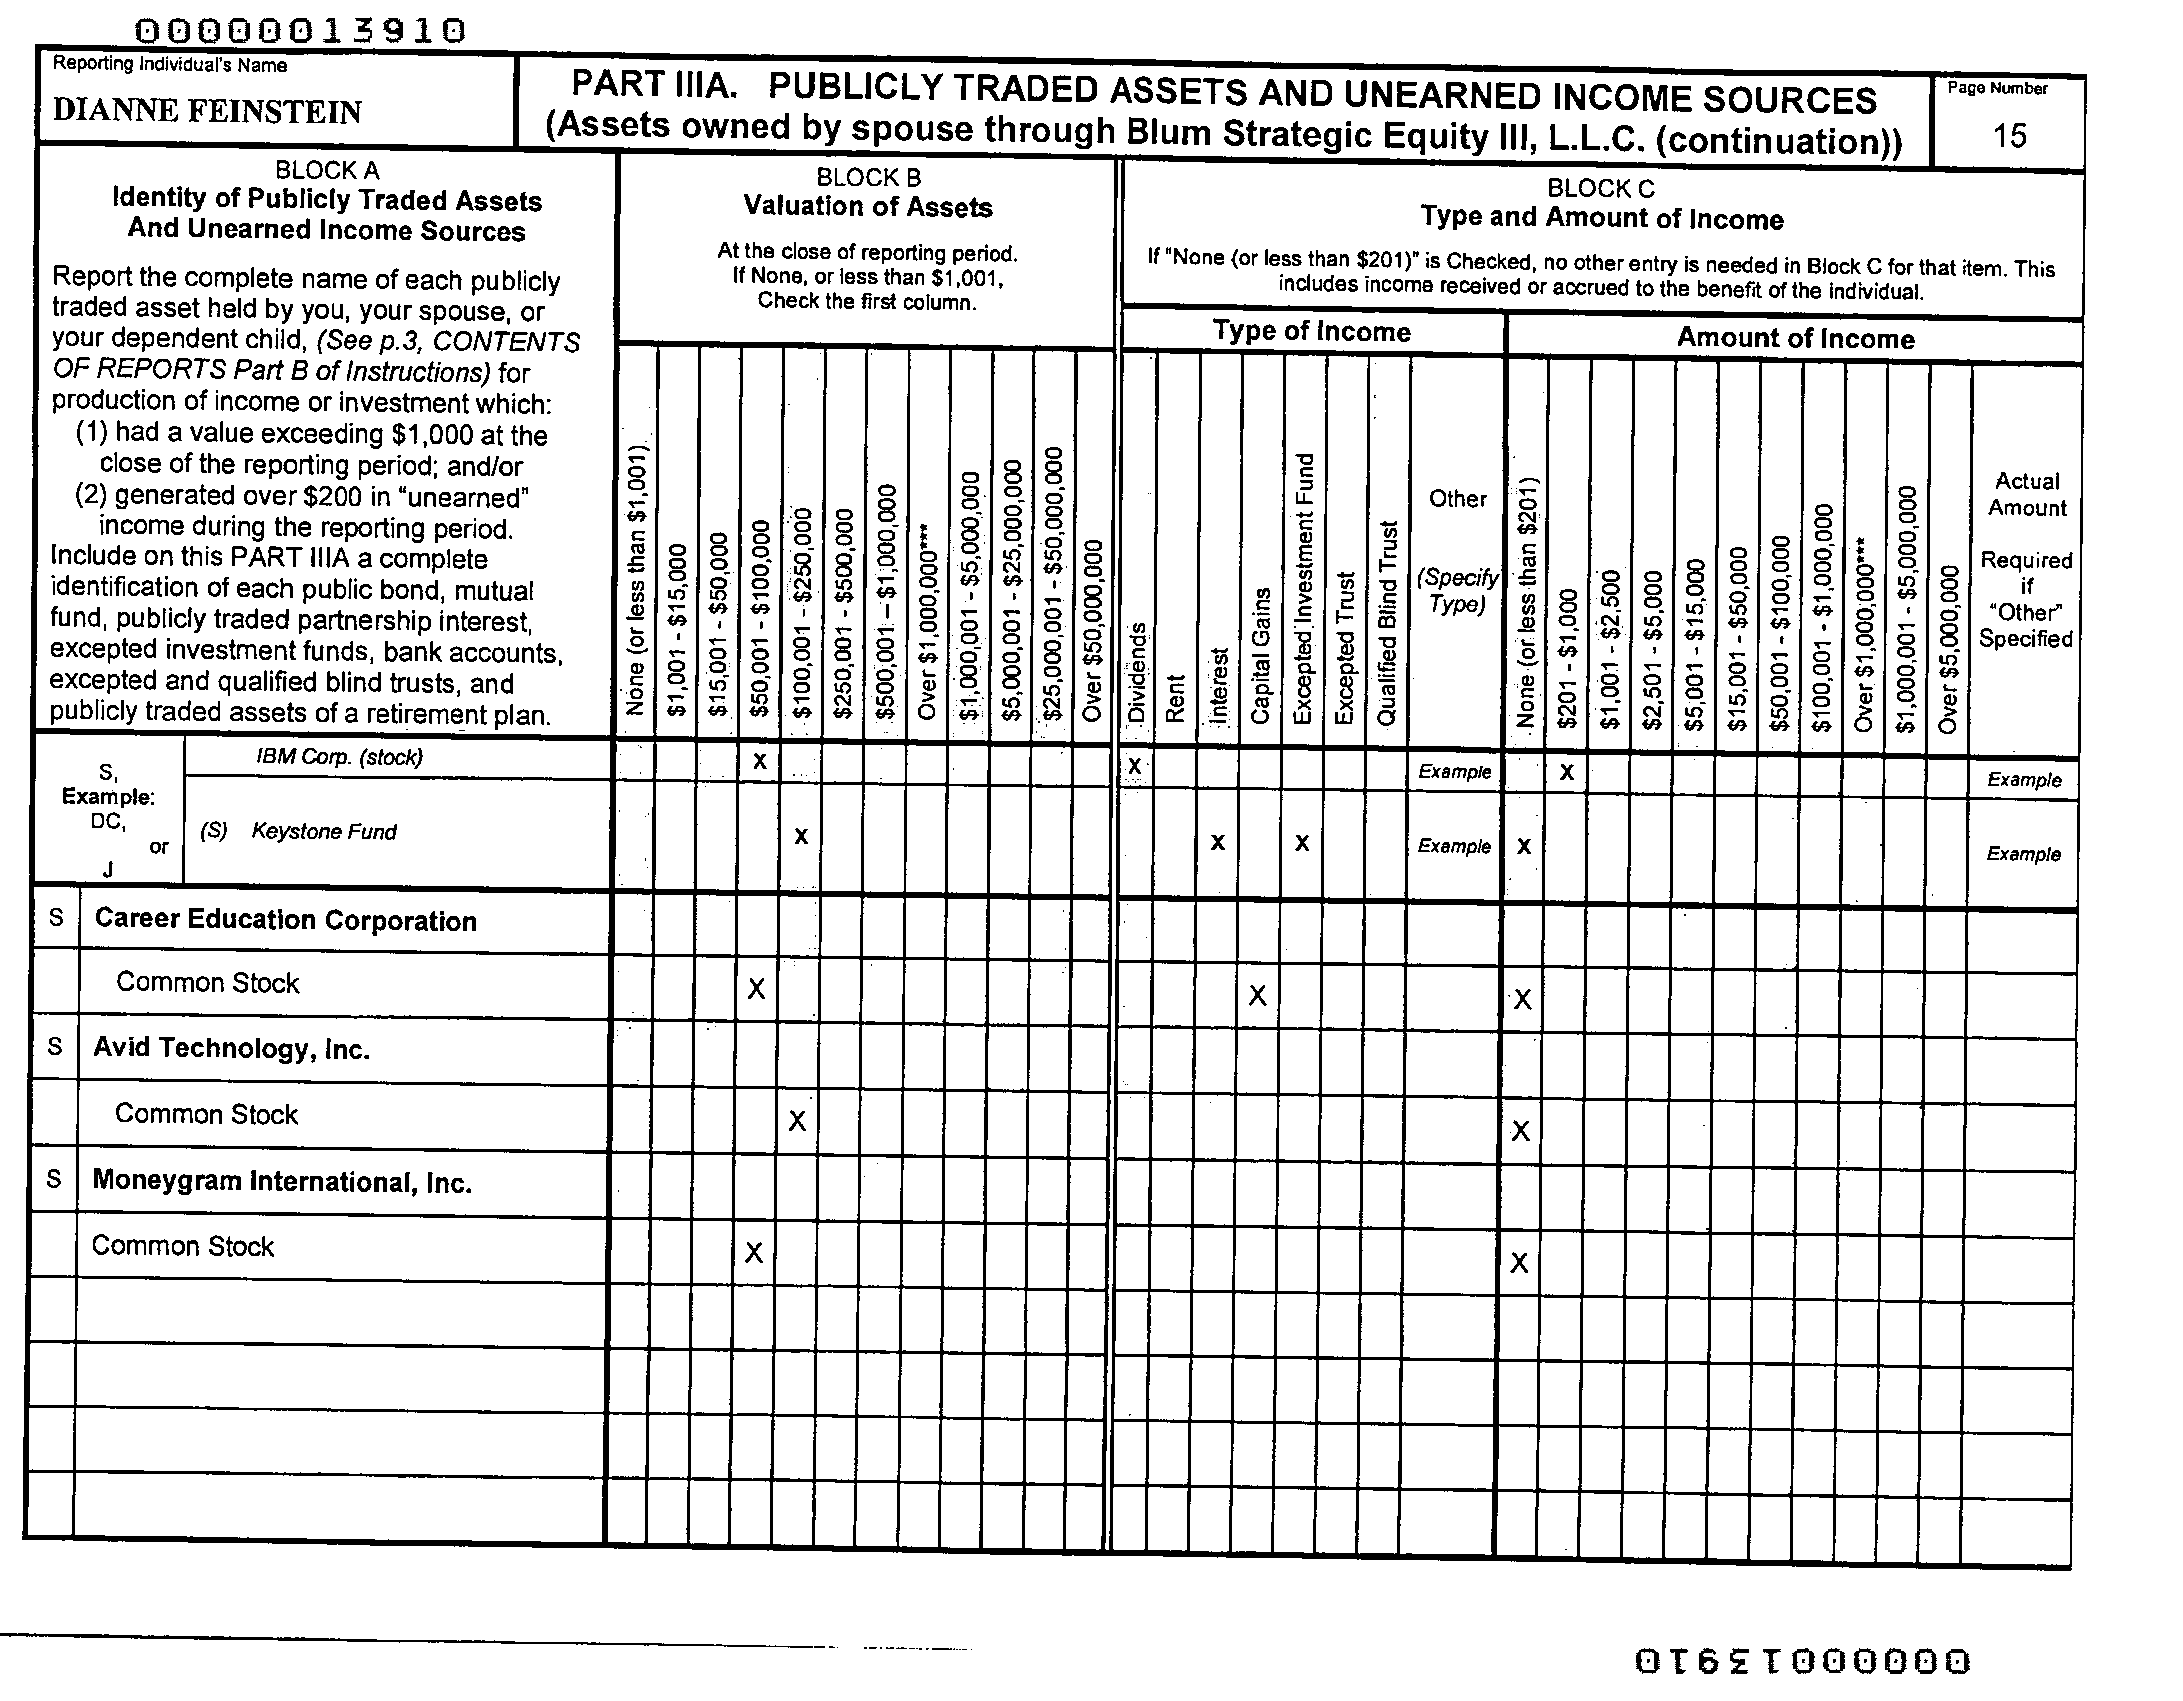 00000013910
Reporting Individual's Name
DIANNE FEINSTEIN
PART IIIA. PUBLICLY TRADED ASSETS AND UNEARNED INCOME SOURCES
(Assets owned by spouse through Blum Strategic Equity III, L.L.C. (continuation))
Page Number
15
BLOCK A
Identity of Publicly Traded Assets
And Unearned Income Sources
Report the complete name of each publicly
traded asset held by you, your spouse, or
your dependent child, (See p.3, CONTENTS
OF REPORTS Part B of Instructions) for
production of income or investment which:
(1) had a value exceeding $1,000 at the
close of the reporting period; and/or
(2) generated over $200 in "unearned"
income during the reporting period.
Include on this PART IIIA a complete
identification of each public bond, mutual
fund, publicly traded partnership interest,
excepted investment funds, bank accounts,
excepted and qualified blind trusts, and
publicly traded assets of a retirement plan.
BLOCK B
Valuation of Assets
At the close of reporting period.
If None, or less than $1,001,
Check the first column.
None (or less than $1,001)
$1,001 - $15,000
$15,001 - $50,000
$50,001 - $100,000
$100,001 - $250,000
$250,001 - $500,000
$500,001 - $1,000,000
Over $1,000,000***
$1,000,001 - $5,000,000
$5,000,001 - $25,000,000
$25,000,001 - $50,000,000
Over $50,000,000
BLOCK C
Type and Amount of Income
If "None (or less than $201)" is Checked, no other entry is needed in Block C for that item. This
includes income received or accrued to the benefit of the individual.
Type of Income
Amount of Income
Dividends
Rent
Interest
Capital Gains
Excepted Investment Fund
Excepted Trust
Qualified Blind Trust
Other
(Specify
Type)
None (or less than $201)
$201 - $1,000
$1,001 - $2,500
$2,501 - $5,000
$5,001 - $15,000
$15,001 - $50,000
$50,001 - $100,000
$100,001 - $1,000,000
Over $1,000,000***
$1,000,001 - $5,000,000
Over $5,000,000
Actual
Amount
Required
if
"Other"
Specified
S,
Example:
DC,
or
J
IBM Corp. (stock) X X Example X Example
(S) Keystone Fund X X X Example X Example
S Career Education Corporation
Common Stock X X X
S Avid Technology, Inc.
Common Stock X X
S Moneygram International, Inc.
Common Stock X X
00000013910